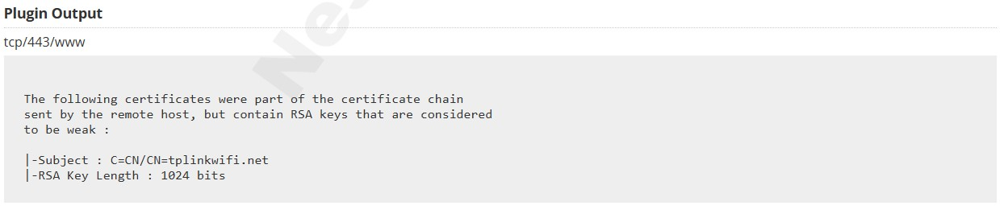 Plugin Output
tcp/443/www
The following certificates were part of the certificate chain
sent by the remote host, but contain RSA keys that are considered
to be weak :
|-Subject : C=CN/CN=tplinkwifi.net
|-RSA Key Length : 1024 bits
Ne